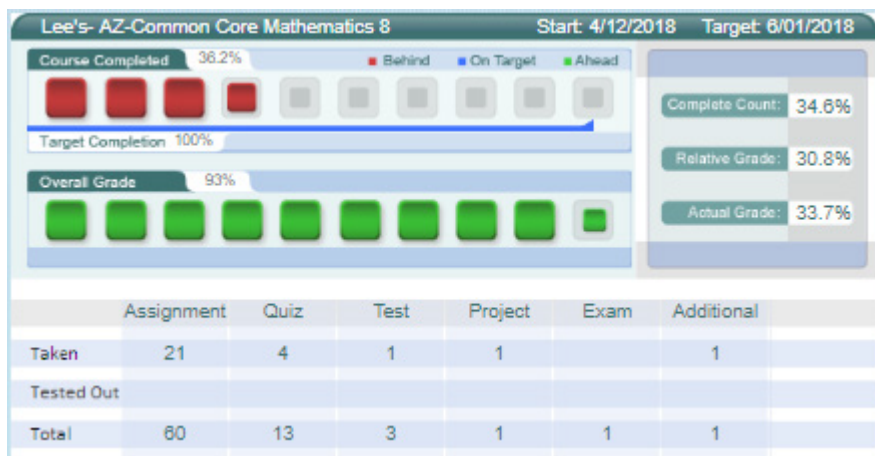 Lee's- AZ-Common Core Mathematics 8 Start: 4/12/2018 Target: 6/01/2018
Course Completed 36.2% Behind On Target Ahead
Target Completion 100%
Overall Grade 93%
Complete Count: 34.6%
Relative Grade: 30.8%
Actual Grade: 33.7%
Assignment Quiz Test Project Exam Additional
Taken 21 4 1 1 1
Tested Out
Total 60 13 3 1 1 1